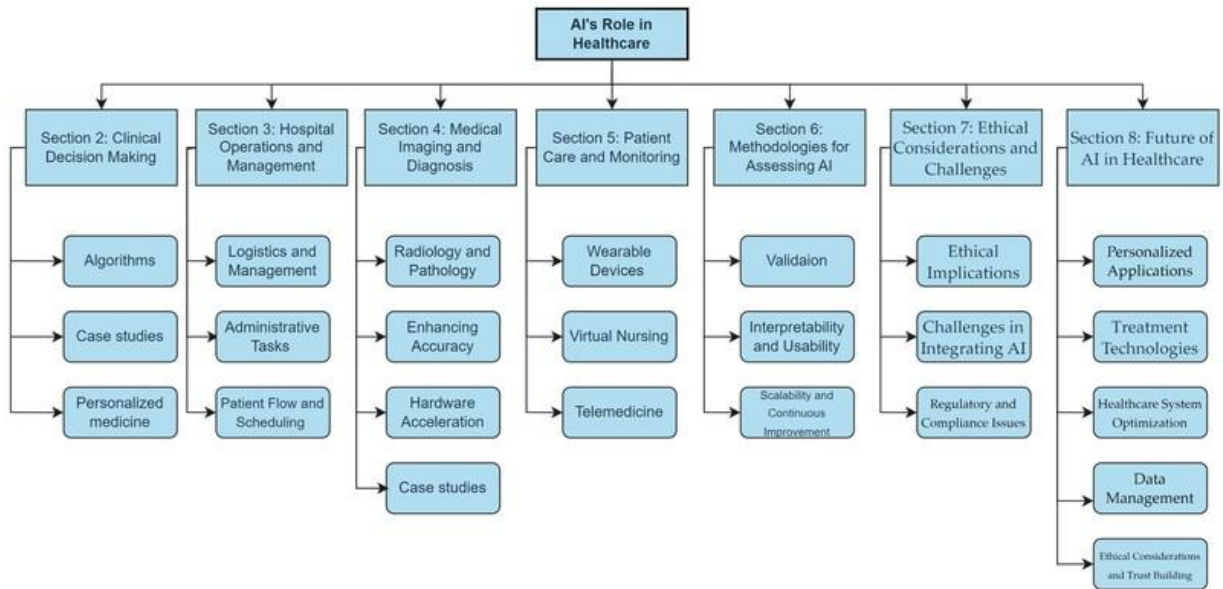 AI's Role in
Healthcare
Section 2: Clinical
Decision Making
Algorithms
Case studies
Personalized
medicine
Section 3: Hospital
Operations and
Management
Logistics and
Management
Administrative
Tasks
Patient Flow and
Scheduling
Section 4: Medical
Imaging and
Diagnosis
Radiology and
Pathology
Enhancing
Accuracy
Hardware
Acceleration
Case studies
Section 5: Patient
Care and Monitoring
Wearable
Devices
Virtual Nursing
Telemedicine
Section 6:
Methodologies for
Assessing AI
Validaion
Interpretability
and Usability
Scalability and
Continuous
Improvement
Section 7: Ethical
Considerations and
Challenges
Ethical
Implications
Challenges in
Integrating AI
Regulatory and
Compliance Issues
Section 8: Future of
AI in Healthcare
Personalized
Applications
Treatment
Technologies
Healthcare System
Optimization
Data
Management
Ethical Considerations
and Trust Building